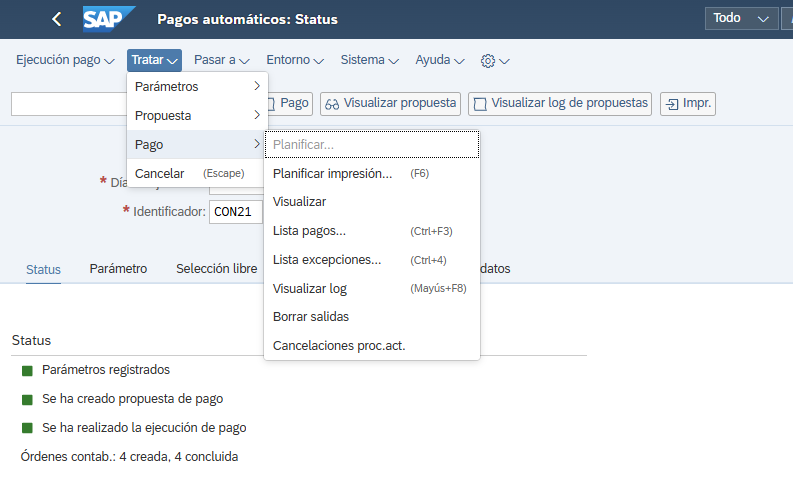 SAP Pagos automáticos: Status Todo
Ejecución pago Tratar Pasar a Entorno Sistema Ayuda
Parámetros
Propuesta
Pago
Cancelar (Escape)
Pago Visualizar propuesta Visualizar log de propuestas Impr.
Planificar...
Planificar impresión... (F6)
Visualizar
Lista pagos... (Ctrl+F3)
Lista excepciones... (Ctrl+4)
Visualizar log (Mayús+F8)
Borrar salidas
Cancelaciones proc.act.
* Identificador: CON21
Status Parámetro Selección libre datos
Status
Parámetros registrados
Se ha creado propuesta de pago
Se ha realizado la ejecución de pago
Órdenes contab.: 4 creada, 4 concluida